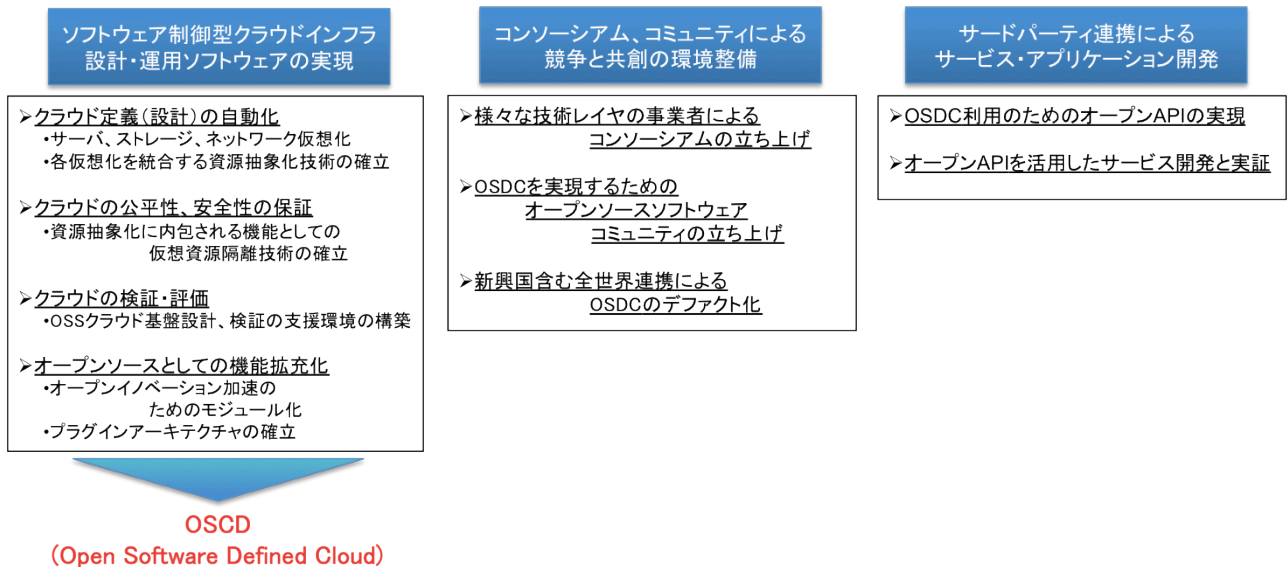 ソフトウェア制御型クラウドインフラ
設計・運用ソフトウェアの実現
➢クラウド定義(設計)の自動化
・サーバ、ストレージ、ネットワーク仮想化
・各仮想化を統合する資源抽象化技術の確立
➢クラウドの公平性、安全性の保証
・資源抽象化に内包される機能としての
仮想資源隔離技術の確立
➢クラウドの検証・評価
・OSSクラウド基盤設計、検証の支援環境の構築
➢オープンソースとしての機能拡充化
・オープンイノベーション加速の
ためのモジュール化
・プラグインアーキテクチャの確立
OSCD
(Open Software Defined Cloud)
コンソーシアム、コミュニティによる
競争と共創の環境整備
➢様々な技術レイヤの事業者による
コンソーシアムの立ち上げ
➢OSDCを実現するための
オープンソースソフトウェア
コミュニティの立ち上げ
➢新興国含む全世界連携による
OSDCのデファクト化
サードパーティ連携による
サービス・アプリケーション開発
➢OSDC利用のためのオープンAPIの実現
➢オープンAPIを活用したサービス開発と実証